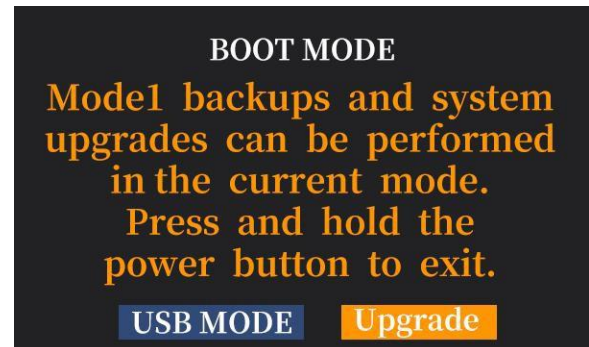 BOOT MODE
Mode1 backups and system
upgrades can be performed
in the current mode.
Press and hold the
power button to exit.
USB MODE Upgrade